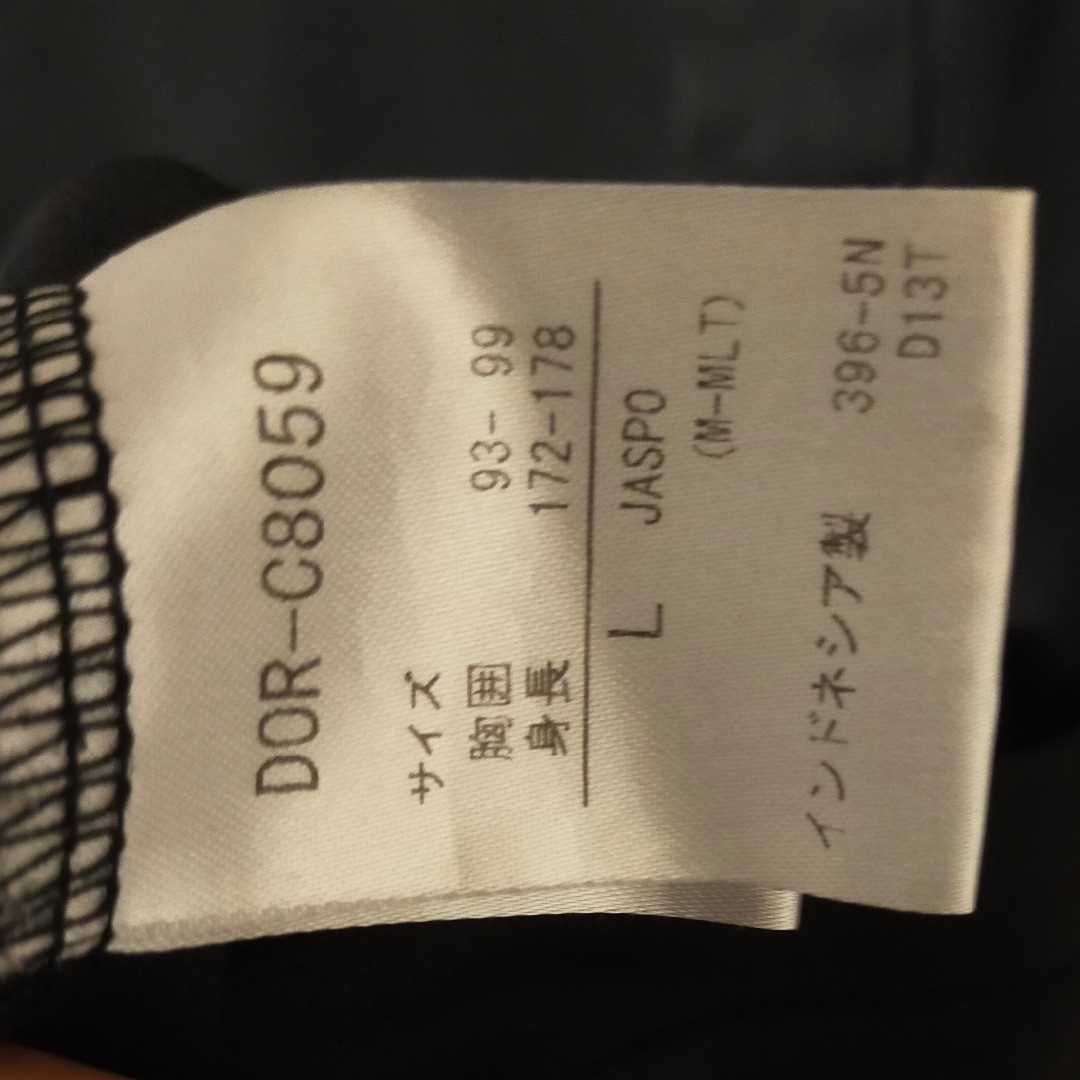 DOR-C8059
サイズ
胸囲 93- 99
身長 172-178
L JASPO
(M-MLT)
インドネシア製 396-5N
D13T